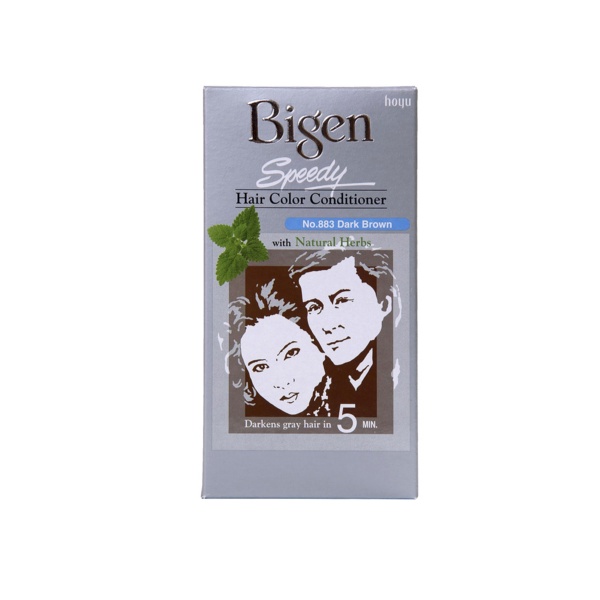 hoyu
Bigen
Speedy
Hair Color Conditioner
No.883 Dark Brown
with Natural Herbs
Darkens gray hair in 5 MIN.